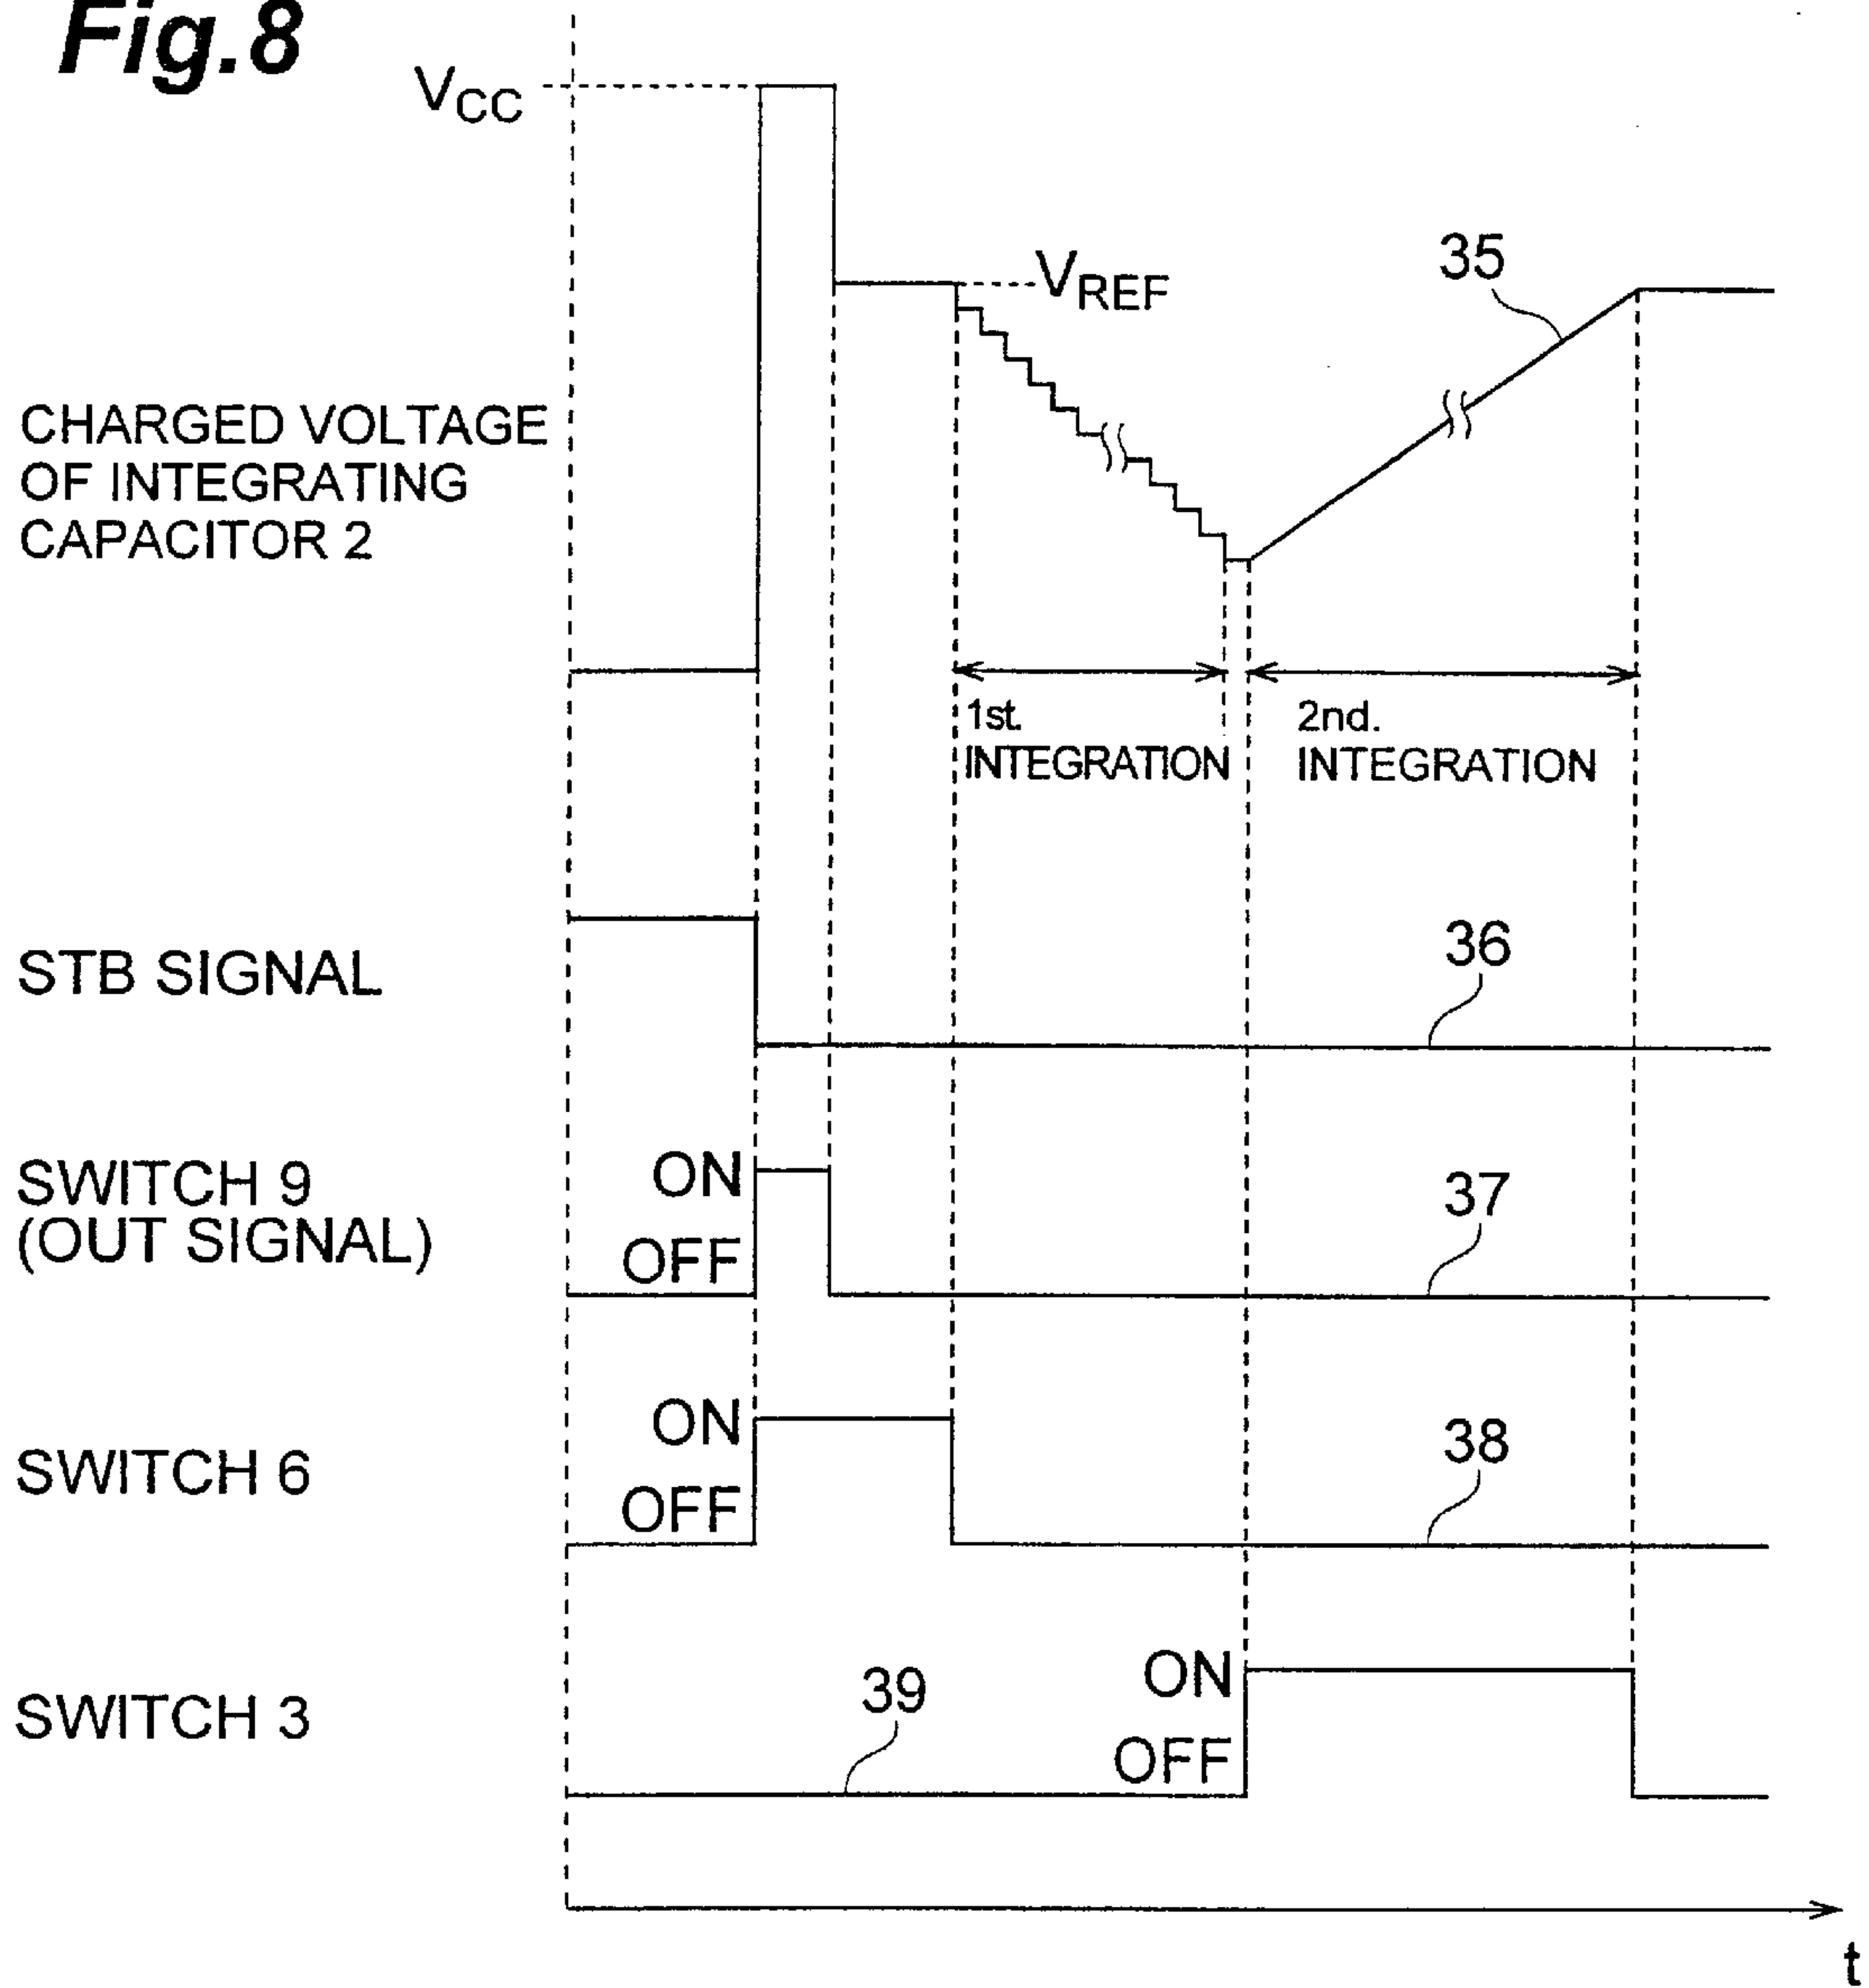 Fig.8
VCC
VREF
35
CHARGED VOLTAGE
OF INTEGRATING
CAPACITOR 2
1st.
INTEGRATION
2nd.
INTEGRATION
STB SIGNAL
36
SWITCH 9
(OUT SIGNAL)
ON
OFF
37
SWITCH 6
ON
OFF
38
SWITCH 3
39
ON
OFF
t